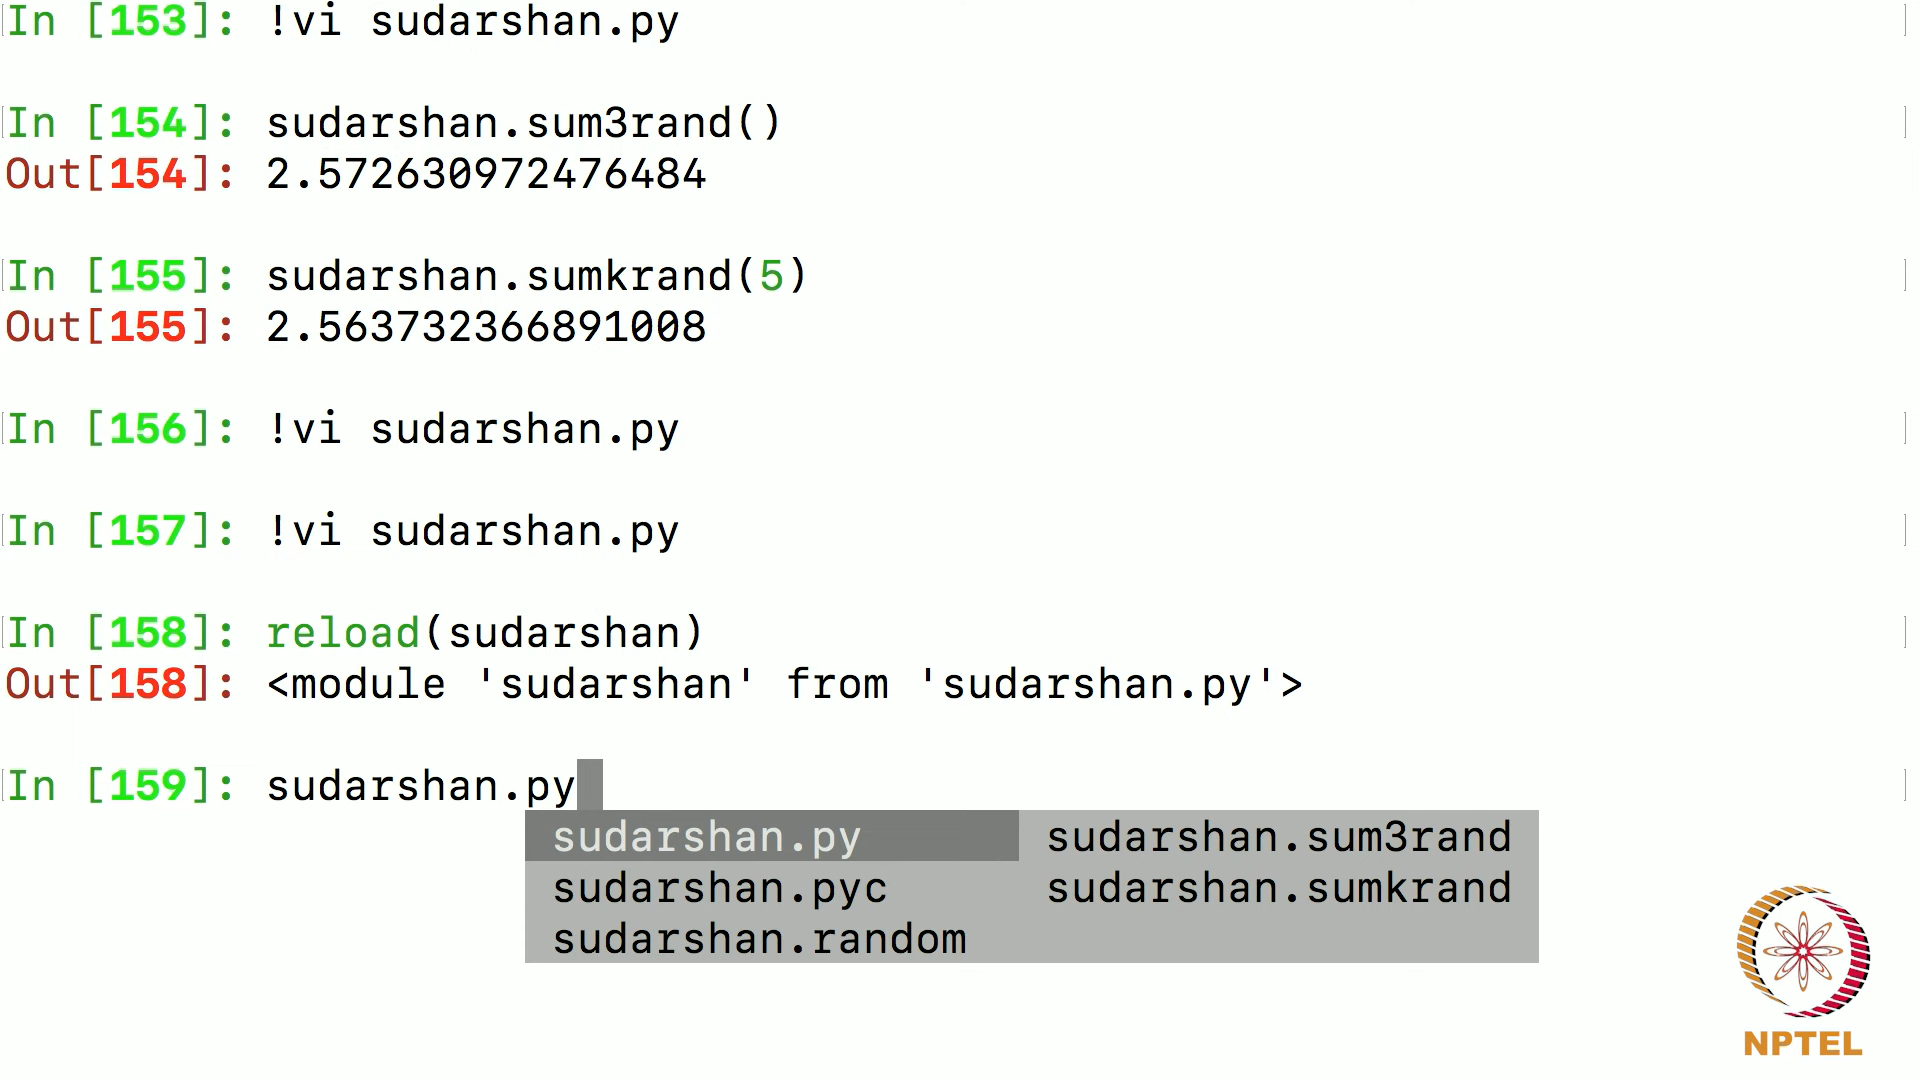 In [153]: !vi sudarshan.py
In [154]: sudarshan.sum3rand()
Out[154]: 2.572630972476484
In [155]: sudarshan.sumkrand(5)
Out[155]: 2.563732366891008
In [156]: !vi sudarshan.py
In [157]: !vi sudarshan.py
In [158]: reload(sudarshan)
Out[158]: <module 'sudarshan' from 'sudarshan.py'>
In [159]: sudarshan.py
sudarshan.py sudarshan.sum3rand
sudarshan.pyc sudarshan.sumkrand
sudarshan.random
NPTEL